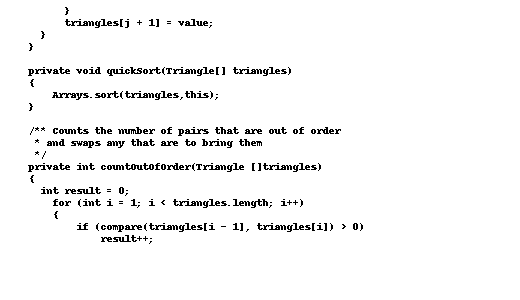 }
triangles[j + 1] = value;
}
}
private void quickSort(Triangle[] triangles)
{
Arrays.sort(triangles,this);
}
/** Counts the number of pairs that are out of order
* and swaps any that are to bring them
*/
private int countOutOfOrder(Triangle []triangles)
{
int result = 0;
for (int i = 1; i < triangles.length; i++)
{
if (compare(triangles[i - 1], triangles[i]) > 0)
result++;